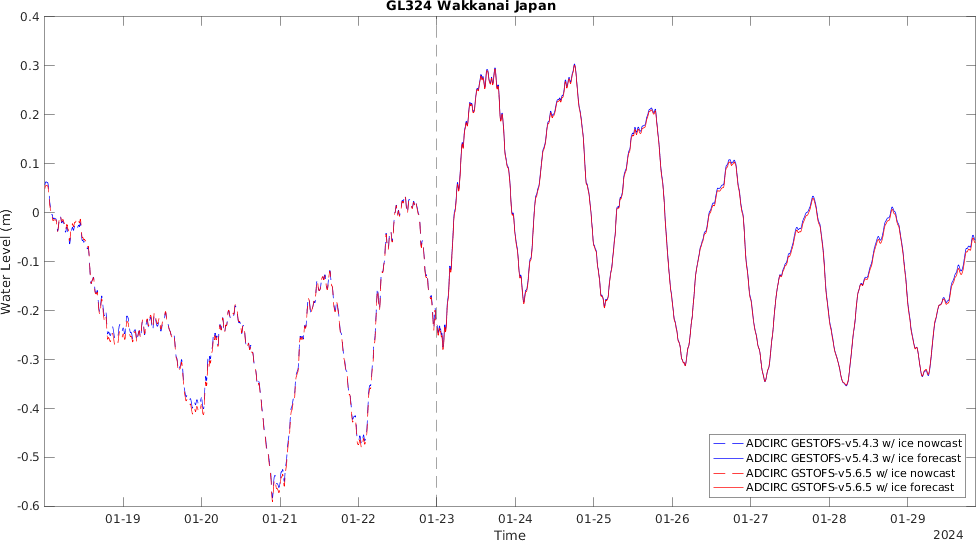 GL324 Wakkanai Japan
0.4
0.3
0.2
0.1
0
-0.1
-0.2
-0.3
-0.4
-0.5
-0.6
Water Level (m)
ADCIRC GESTOFS-v5.4.3 w/ ice nowcast
ADCIRC GESTOFS-v5.4.3 w/ ice forecast
ADCIRC GSTOFS-v5.6.5 w/ ice nowcast
ADCIRC GSTOFS-v5.6.5 w/ ice forecast
01-19 01-20 01-21 01-22 01-23 01-24 01-25 01-26 01-27 01-28 01-29
Time
2024